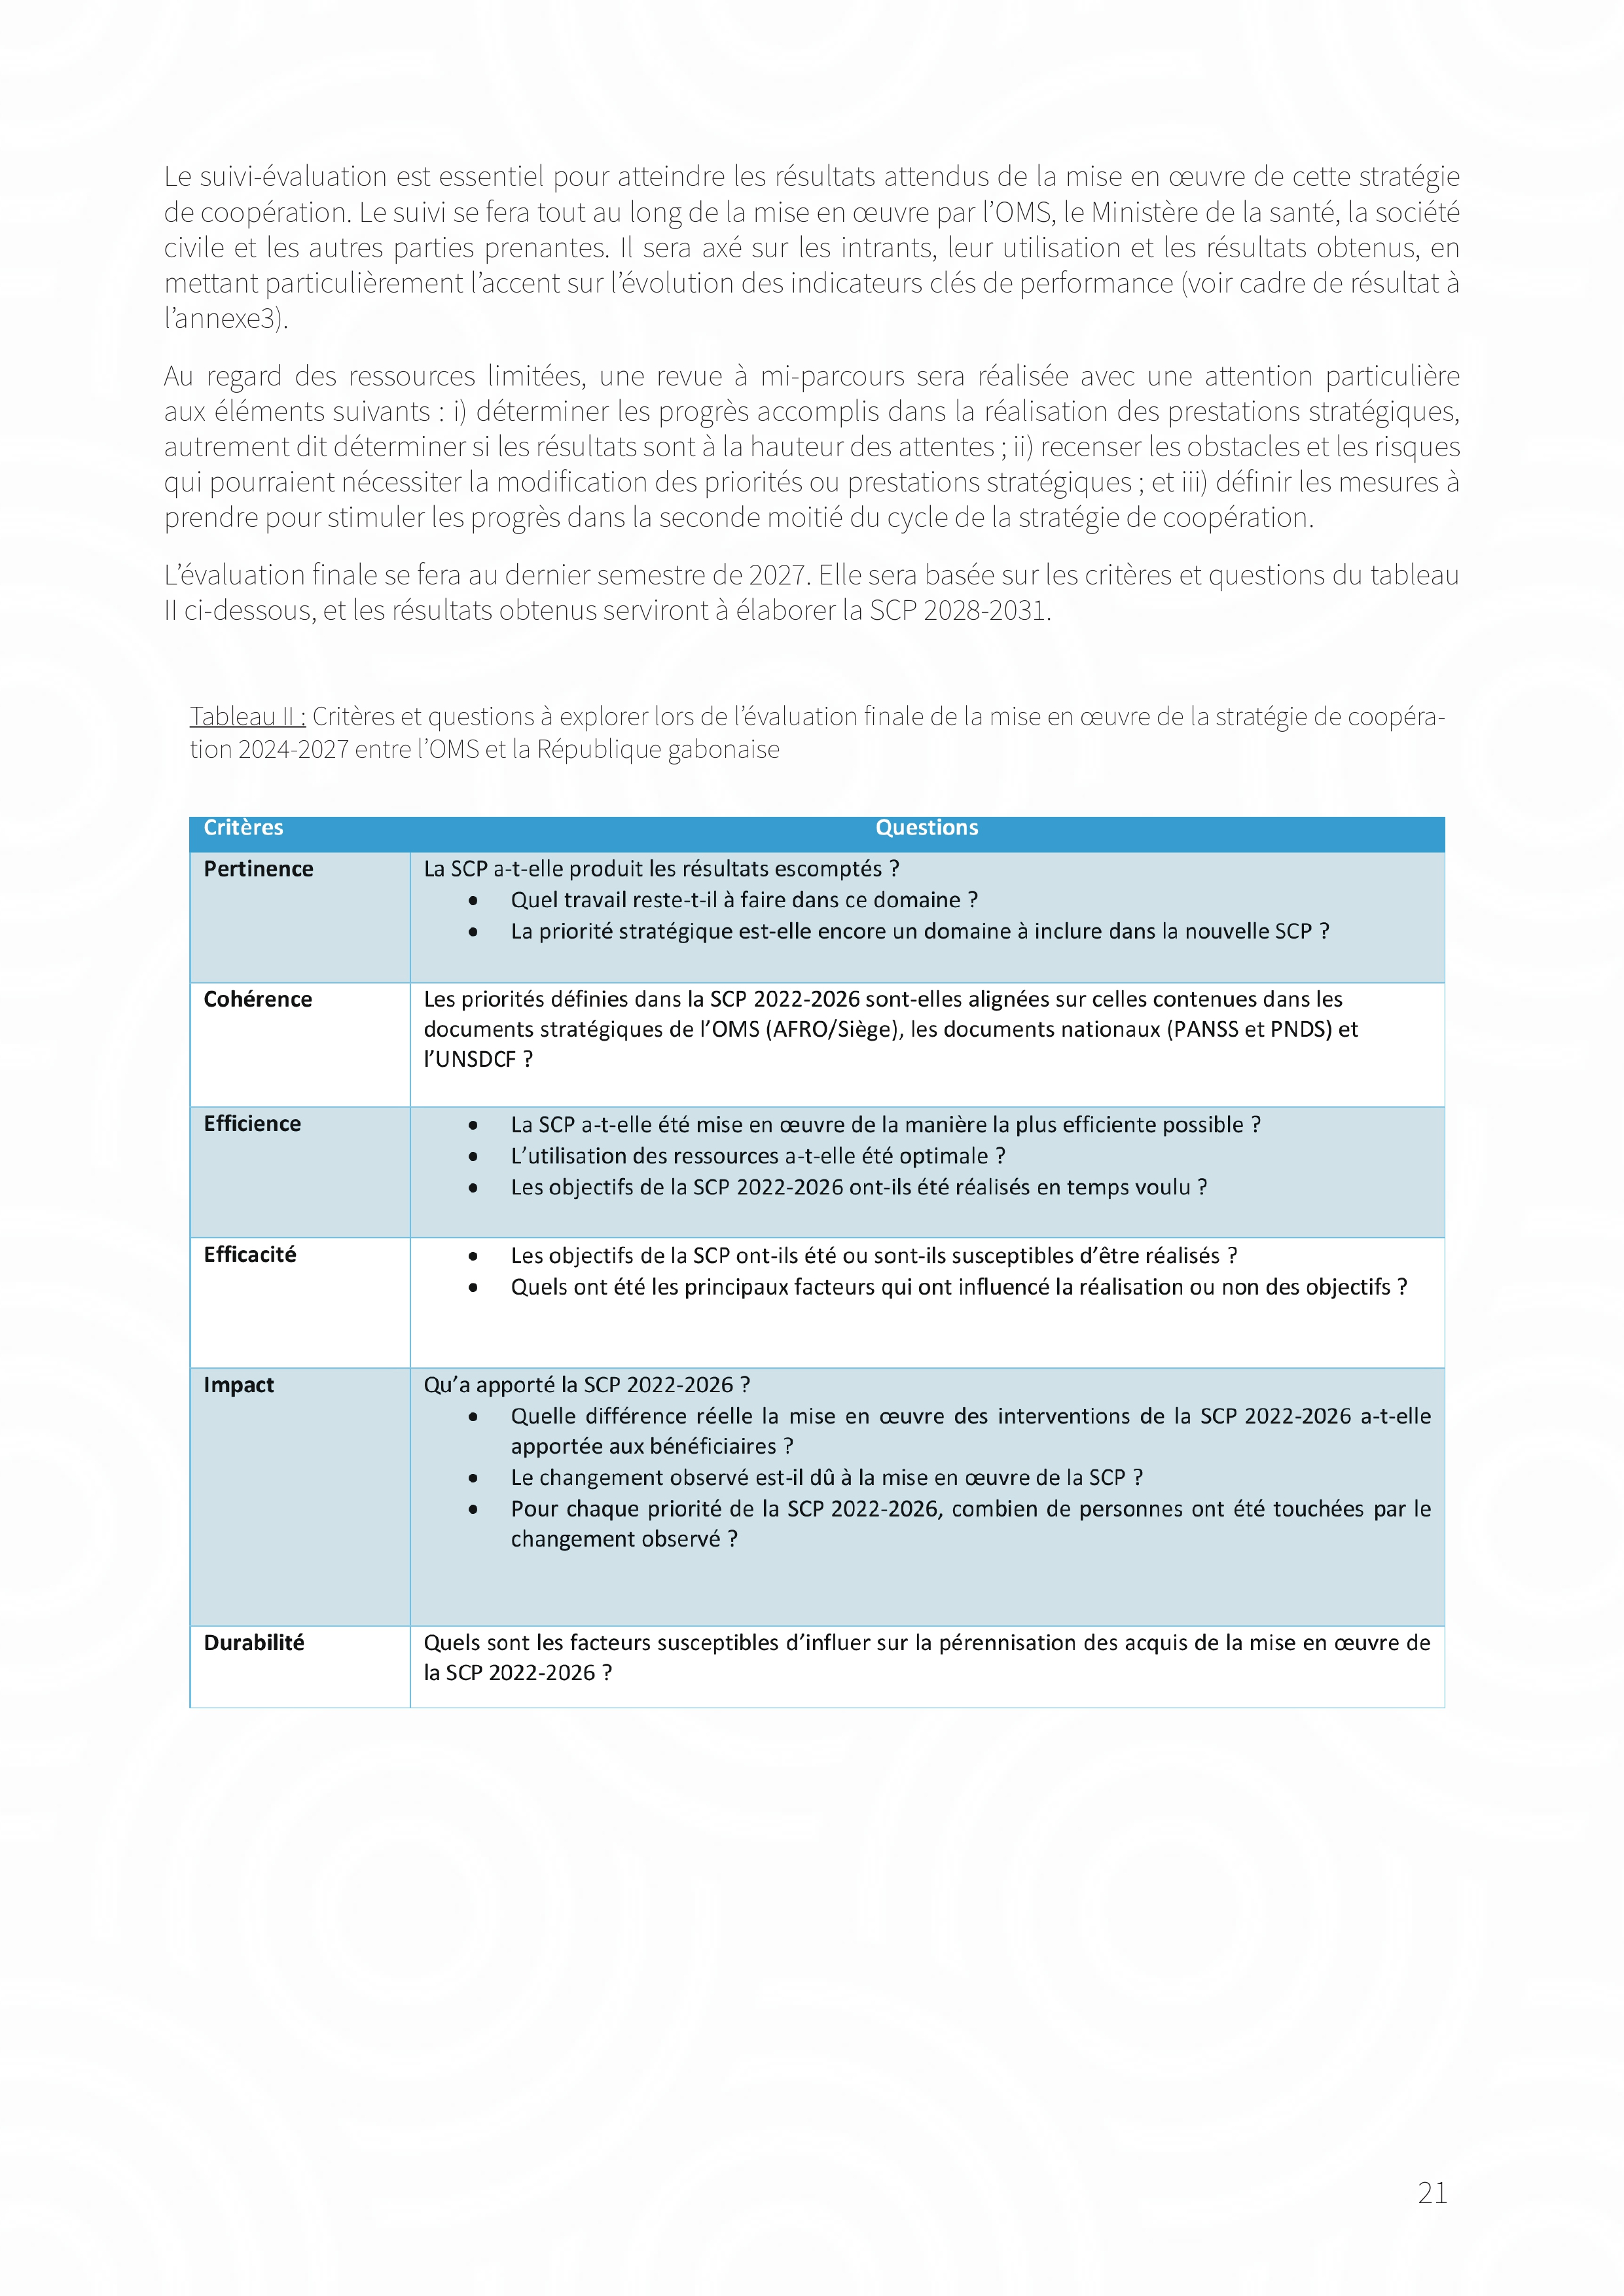 Le suivi-évaluation est essentiel pour atteindre les résultats attendus de la mise en œuvre de cette stratégie
de coopération. Le suivi se fera tout au long de la mise en œuvre par l’OMS, le Ministère de la santé, la société
civile et les autres parties prenantes. Il sera axé sur les intrants, leur utilisation et les résultats obtenus, en
mettant particulièrement l’accent sur l’évolution des indicateurs clés de performance (voir cadre de résultat à
l’annexe3).
Au regard des ressources limitées, une revue à mi-parcours sera réalisée avec une attention particulière
aux éléments suivants : i) déterminer les progrès accomplis dans la réalisation des prestations stratégiques,
autrement dit déterminer si les résultats sont à la hauteur des attentes ; ii) recenser les obstacles et les risques
qui pourraient nécessiter la modification des priorités ou prestations stratégiques ; et iii) définir les mesures à
prendre pour stimuler les progrès dans la seconde moitié du cycle de la stratégie de coopération.
L’évaluation finale se fera au dernier semestre de 2027. Elle sera basée sur les critères et questions du tableau
II ci-dessous, et les résultats obtenus serviront à élaborer la SCP 2028-2031.
Tableau II : Critères et questions à explorer lors de l’évaluation finale de la mise en œuvre de la stratégie de coopéra-
tion 2024-2027 entre l’OMS et la République gabonaise
Critères Questions
Pertinence La SCP a-t-elle produit les résultats escomptés ?
• Quel travail reste-t-il à faire dans ce domaine ?
• La priorité stratégique est-elle encore un domaine à inclure dans la nouvelle SCP ?
Cohérence Les priorités définies dans la SCP 2022-2026 sont-elles alignées sur celles contenues dans les
documents stratégiques de l’OMS (AFRO/Siège), les documents nationaux (PANSS et PNDS) et
l’UNSDCF ?
Efficience • La SCP a-t-elle été mise en œuvre de la manière la plus efficiente possible ?
• L’utilisation des ressources a-t-elle été optimale ?
• Les objectifs de la SCP 2022-2026 ont-ils été réalisés en temps voulu ?
Efficacité • Les objectifs de la SCP ont-ils été ou sont-ils susceptibles d’être réalisés ?
• Quels ont été les principaux facteurs qui ont influencé la réalisation ou non des objectifs ?
Impact Qu’a apporté la SCP 2022-2026 ?
• Quelle différence réelle la mise en œuvre des interventions de la SCP 2022-2026 a-t-elle
apportée aux bénéficiaires ?
• Le changement observé est-il dû à la mise en œuvre de la SCP ?
• Pour chaque priorité de la SCP 2022-2026, combien de personnes ont été touchées par le
changement observé ?
Durabilité Quels sont les facteurs susceptibles d’influer sur la pérennisation des acquis de la mise en œuvre de
la SCP 2022-2026 ?
21